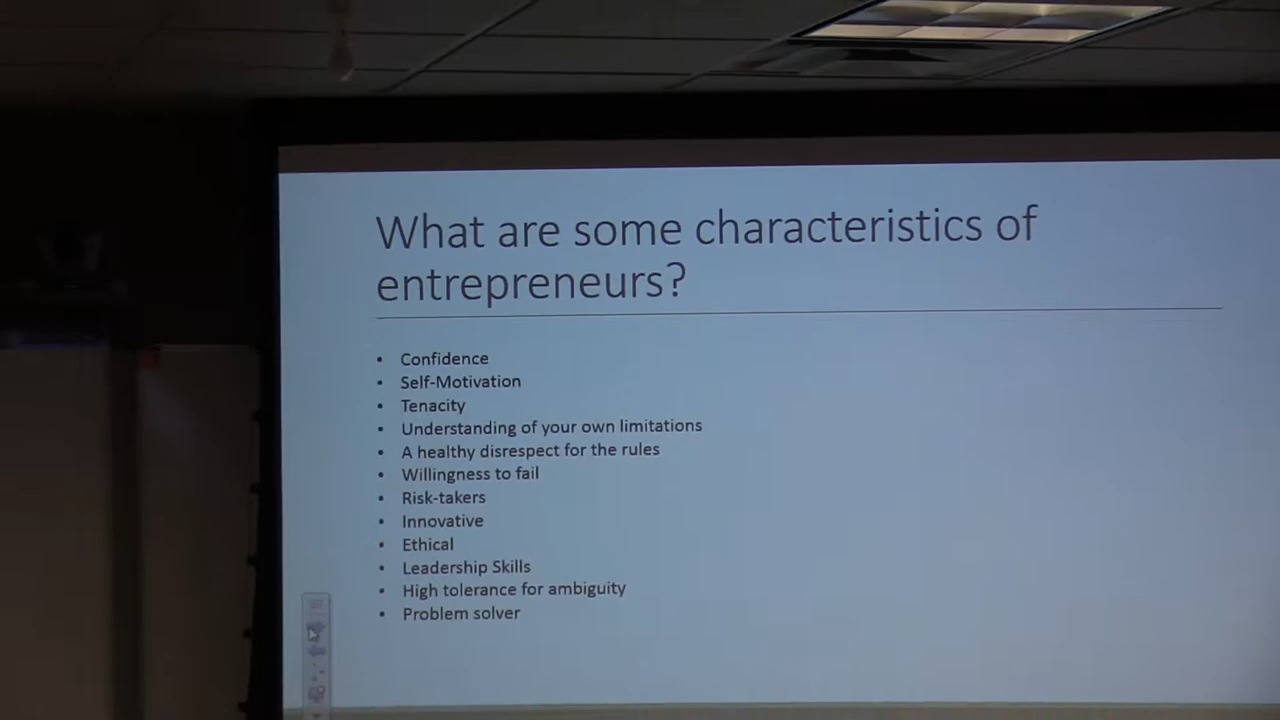 What are some characteristics of
entrepreneurs?
• Confidence
• Self-Motivation
• Tenacity
• Understanding of your own limitations
• A healthy disrespect for the rules
• Willingness to fail
• Risk-takers
• Innovative
• Ethical
• Leadership Skills
• High tolerance for ambiguity
• Problem solver